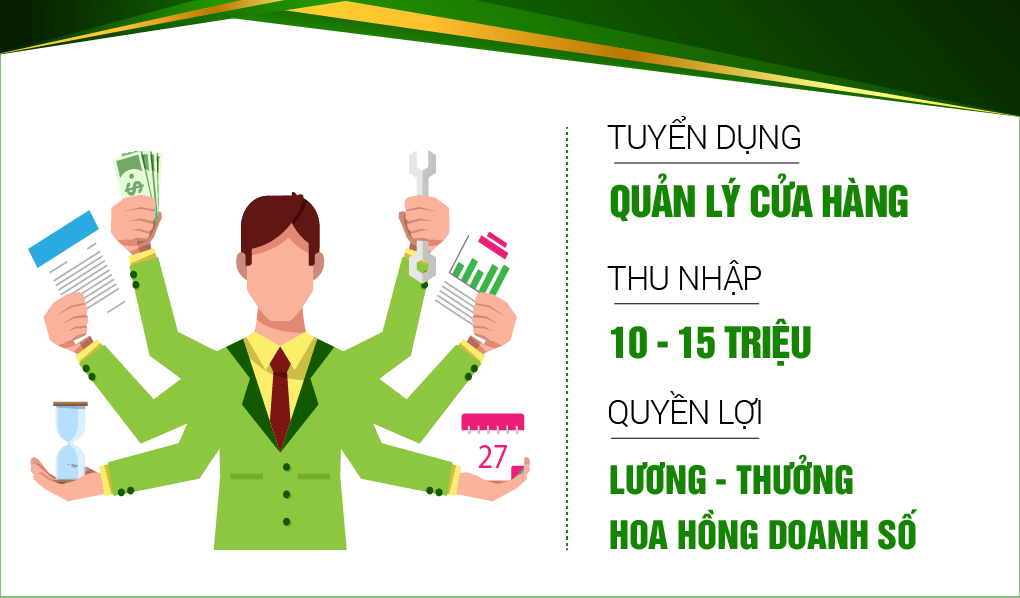 TUYỂN DỤNG
QUẢN LÝ CỬA HÀNG
THU NHẬP
10 - 15 TRIỆU
QUYỀN LỢI
LƯƠNG - THƯỞNG
HOA HỒNG DOANH SỐ
$
27